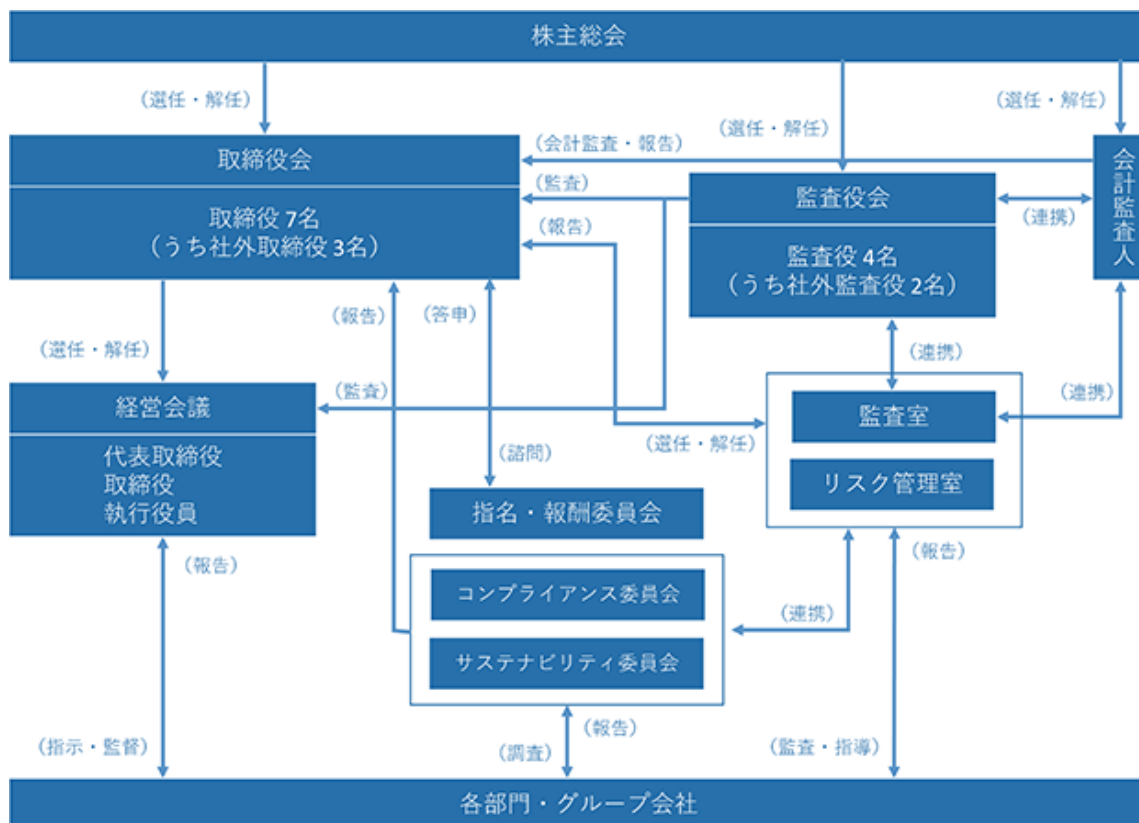 株主総会
（選任・解任）
（選任・解任）
（選任・解任）
取締役会
取締役 7名
（うち社外取締役 3名）
（会計監査・報告）
（監査）
（報告）
監査役会
監査役 4名
（うち社外監査役 2名）
（連携）
会計監査人
（選任・解任）
（報告）
（答申）
（連携）
経営会議
代表取締役
取締役
執行役員
（監査）
（諮問）
（選任・解任）
監査室
リスク管理室
（連携）
指名・報酬委員会
（報告）
コンプライアンス委員会
サステナビリティ委員会
（連携）
（報告）
（指示・監督）
（調査）
（報告）
（監査・指導）
各部門・グループ会社